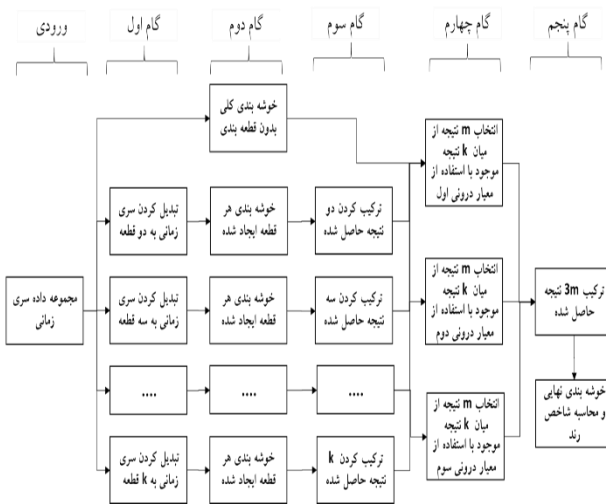 ورودی
گام اول
گام دوم
گام سوم
گام چهارم
گام پنجم
مجموعه داده سری
زمانی
تبدیل کردن سری
زمانی به دو قطعه
تبدیل کردن سری
زمانی به سه قطعه
....
تبدیل کردن سری
زمانی به k قطعه
خوشه بندی کلی
بدون قطعه بندی
خوشه بندی هر
قطعه ایجاد شده
خوشه بندی هر
قطعه ایجاد شده
....
خوشه بندی هر
قطعه ایجاد شده
ترکیب کردن دو
نتیجه حاصل شده
ترکیب کردن سه
نتیجه حاصل شده
....
ترکیب کردن k
نتیجه حاصل شده
انتخاب m نتیجه از
میان k نتیجه
موجود با استفاده از
معیار درونی اول
انتخاب m نتیجه از
میان k نتیجه
موجود با استفاده از
معیار درونی دوم
انتخاب m نتیجه از
میان k نتیجه
موجود با استفاده از
معیار درونی سوم
ترکیب 3m نتیجه
حاصل شده
خوشه بندی نهایی
و محاسبه شاخص
رند